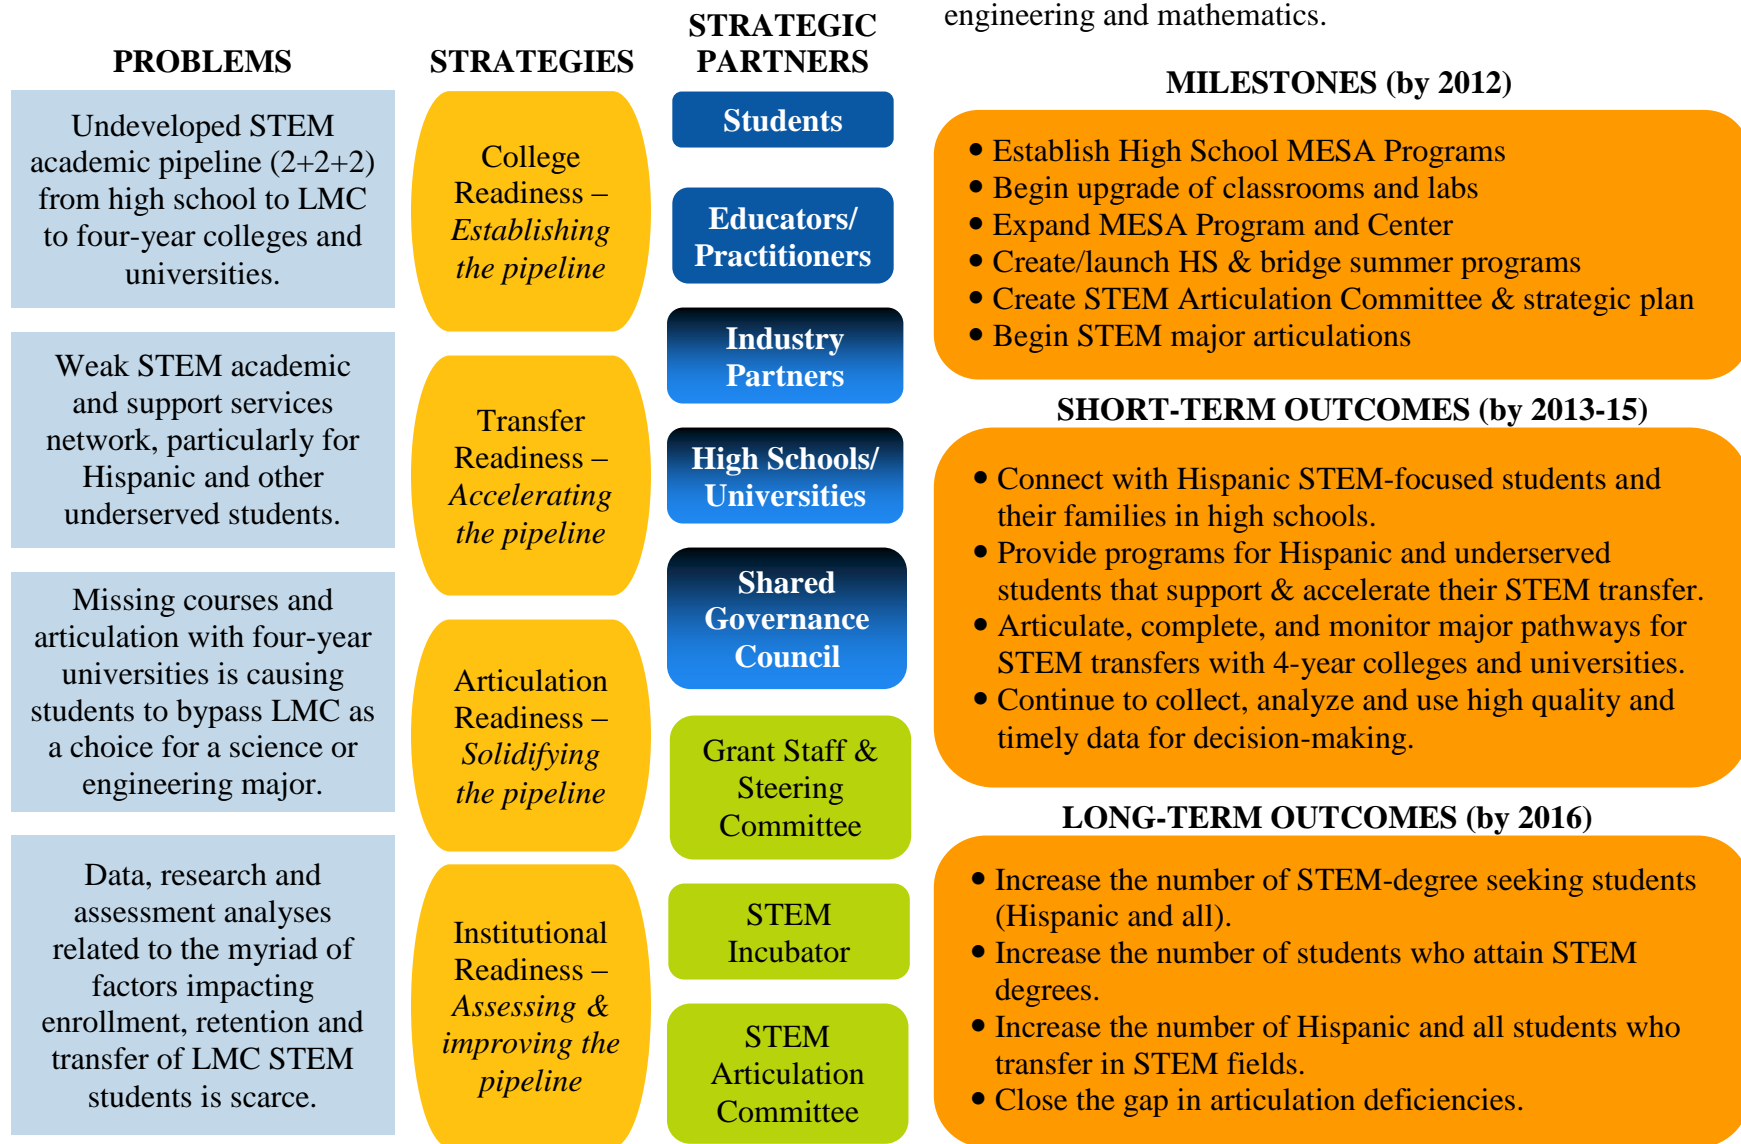 engineering and mathematics.
PROBLEMS
Undeveloped STEM
academic pipeline (2+2+2)
from high school to LMC
to four-year colleges and
universities.
Weak STEM academic
and support services
network, particularly for
Hispanic and other
underserved students.
Missing courses and
articulation with four-year
universities is causing
students to bypass LMC as
a choice for a science or
engineering major.
Data, research and
assessment analyses
related to the myriad of
factors impacting
enrollment, retention and
transfer of LMC STEM
students is scarce.
STRATEGIES
College
Readiness –
Establishing
the pipeline
Transfer
Readiness –
Accelerating
the pipeline
Articulation
Readiness –
Solidifying
the pipeline
Institutional
Readiness –
Assessing &
improving the
pipeline
STRATEGIC
PARTNERS
Students
Educators/
Practitioners
Industry
Partners
High Schools/
Universities
Shared
Governance
Council
Grant Staff &
Steering
Committee
STEM
Incubator
STEM
Articulation
Committee
MILESTONES (by 2012)
• Establish High School MESA Programs
• Begin upgrade of classrooms and labs
• Expand MESA Program and Center
• Create/launch HS & bridge summer programs
• Create STEM Articulation Committee & strategic plan
• Begin STEM major articulations
SHORT-TERM OUTCOMES (by 2013-15)
• Connect with Hispanic STEM-focused students and
their families in high schools.
• Provide programs for Hispanic and underserved
students that support & accelerate their STEM transfer.
• Articulate, complete, and monitor major pathways for
STEM transfers with 4-year colleges and universities.
• Continue to collect, analyze and use high quality and
timely data for decision-making.
LONG-TERM OUTCOMES (by 2016)
• Increase the number of STEM-degree seeking students
(Hispanic and all).
• Increase the number of students who attain STEM
degrees.
• Increase the number of Hispanic and all students who
transfer in STEM fields.
• Close the gap in articulation deficiencies.